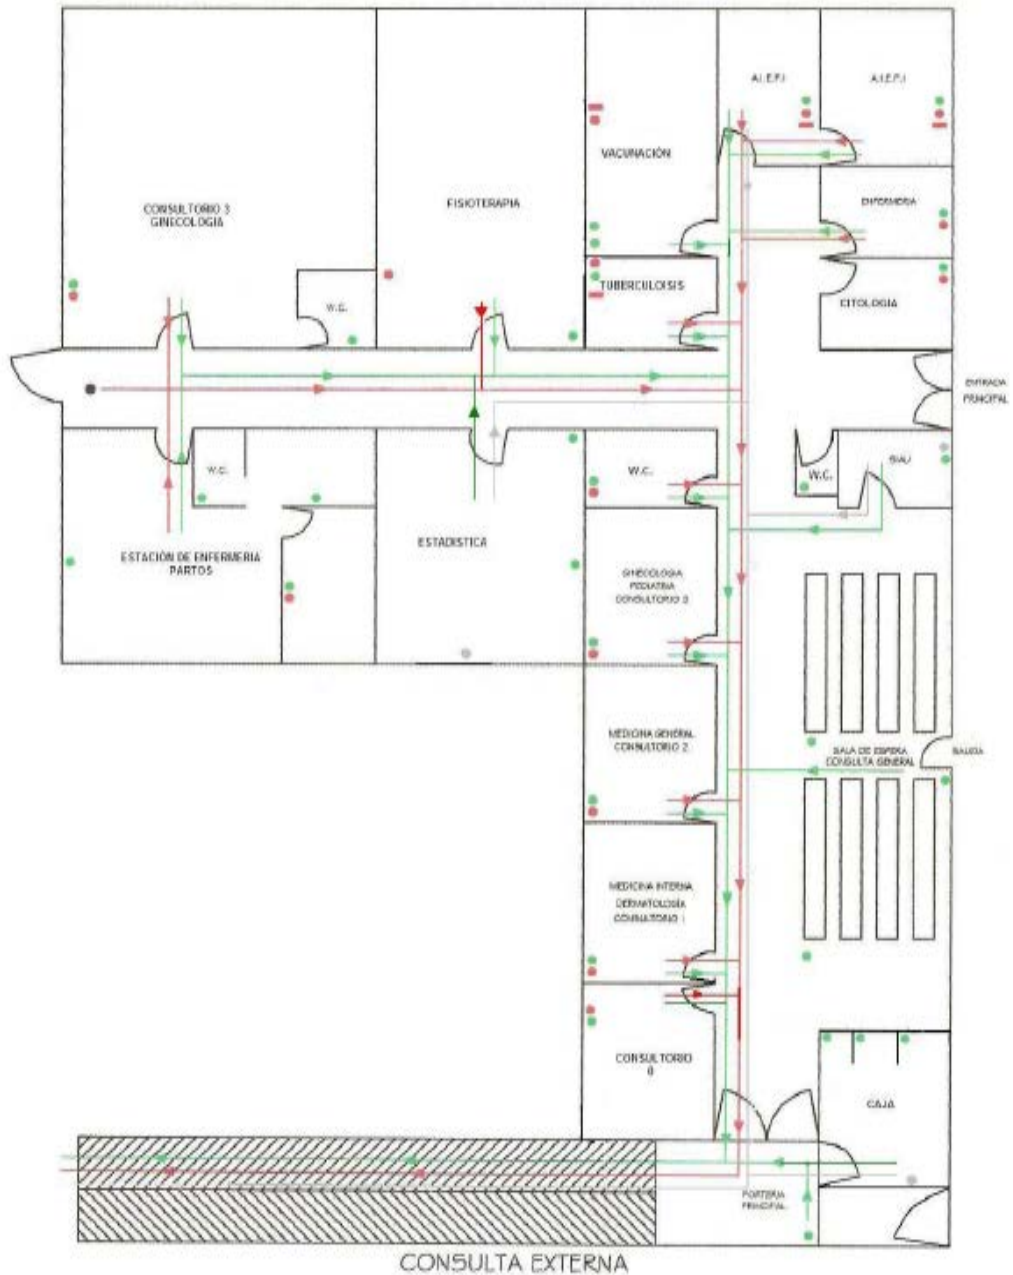 A.I.E.P.I
A.I.E.P.I
VACUNACIÓN
CONSULTORIO 3
GINECOLOGIA
FISIOTERAPIA
ENFERMERIA
W.C.
TUBERCULOISIS
CITOLOGIA
ENTRADA
PRINCIPAL
W.C.
W.C.
W.C.
SIAU
ESTACIÓN DE ENFERMERIA
PARTOS
ESTADISTICA
GINECOLOGIA
PEDIATRIA
CONSULTORIO 3
MEDICINA GENERAL
CONSULTORIO 2
SALA DE ESPERA
CONSULTA GENERAL
SALIDA
MEDICINA INTERNA
DERMATOLOGÍA
CONSULTORIO 1
CONSULTORIO
0
CAJA
PORTERIA
PRINCIPAL
CONSULTA EXTERNA